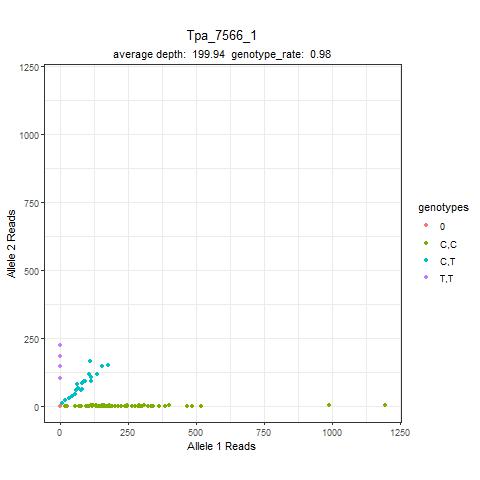 Tpa_7566_1
average depth:  199.94  genotype_rate:  0.98
1250
1000
750
500
250
0
Allele 2 Reads
0 250 500 750 1000 1250
Allele 1 Reads
genotypes
0
C,C
C,T
T,T